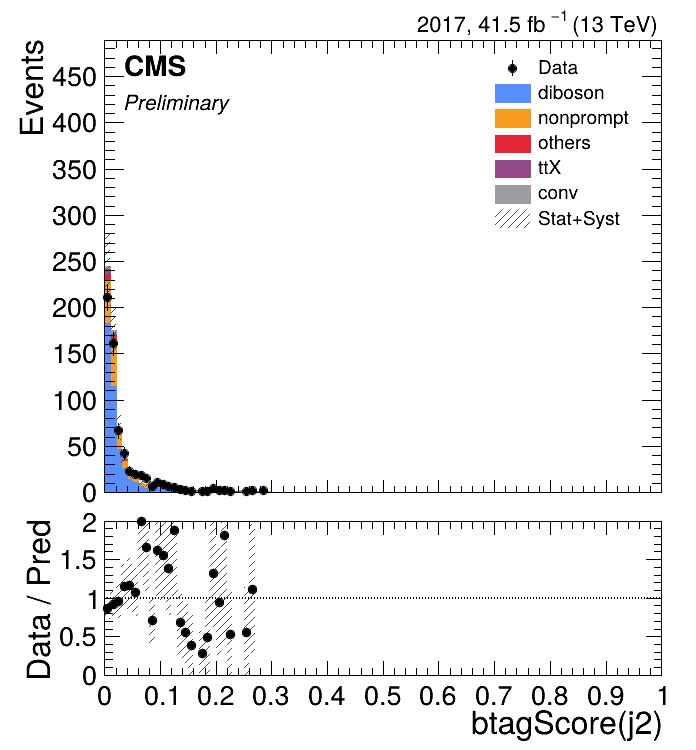 2017, 41.5 fb⁻¹ (13 TeV)
CMS
Preliminary
Events
450
400
350
300
250
200
150
100
50
0
Data
diboson
nonprompt
others
ttX
conv
Stat+Syst
Data / Pred
2
1.5
1
0.5
0
0 0.1 0.2 0.3 0.4 0.5 0.6 0.7 0.8 0.9 1
btagScore(j2)